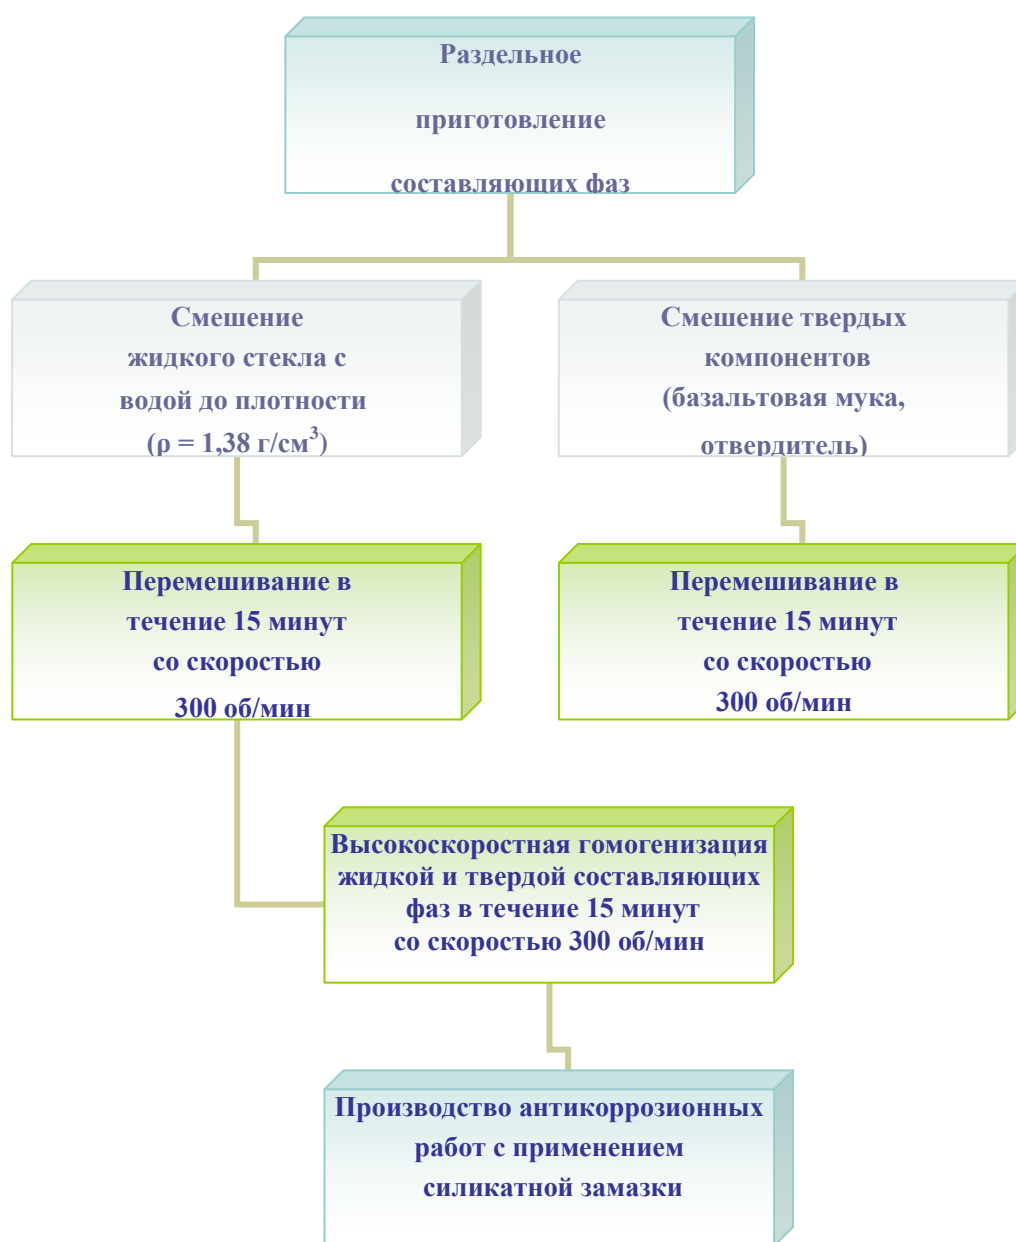 Раздельное
приготовление
составляющих фаз
Смешение
жидкого стекла с
водой до плотности
(ρ = 1,38 г/см³)
Смешение твердых
компонентов
(базальтовая мука,
отвердитель)
Перемешивание в
течение 15 минут
со скоростью
300 об/мин
Перемешивание в
течение 15 минут
со скоростью
300 об/мин
Высокоскоростная гомогенизация
жидкой и твердой составляющих
фаз в течение 15 минут
со скоростью 300 об/мин
Производство антикоррозионных
работ с применением
силикатной замазки